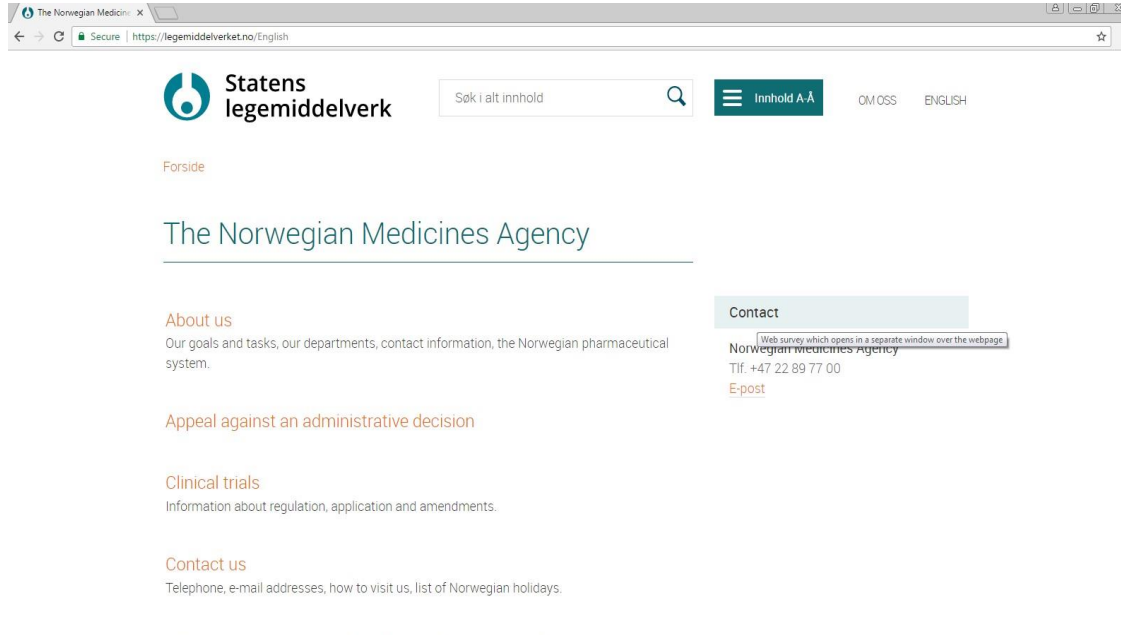 The Norwegian Medicine
Secure | https://legemiddelverket.no/English
Statens
legemiddelverk
Søk i alt innhold
Innhold A-Å
OM OSS
ENGLISH
Forside
The Norwegian Medicines Agency
About us
Our goals and tasks, our departments, contact information, the Norwegian pharmaceutical
system.
Appeal against an administrative decision
Clinical trials
Information about regulation, application and amendments.
Contact us
Telephone, e-mail addresses, how to visit us, list of Norwegian holidays.
Contact
Web survey which opens in a separate window over the webpage
Norwegian Medicines Agency
Tlf. +47 22 89 77 00
E-post